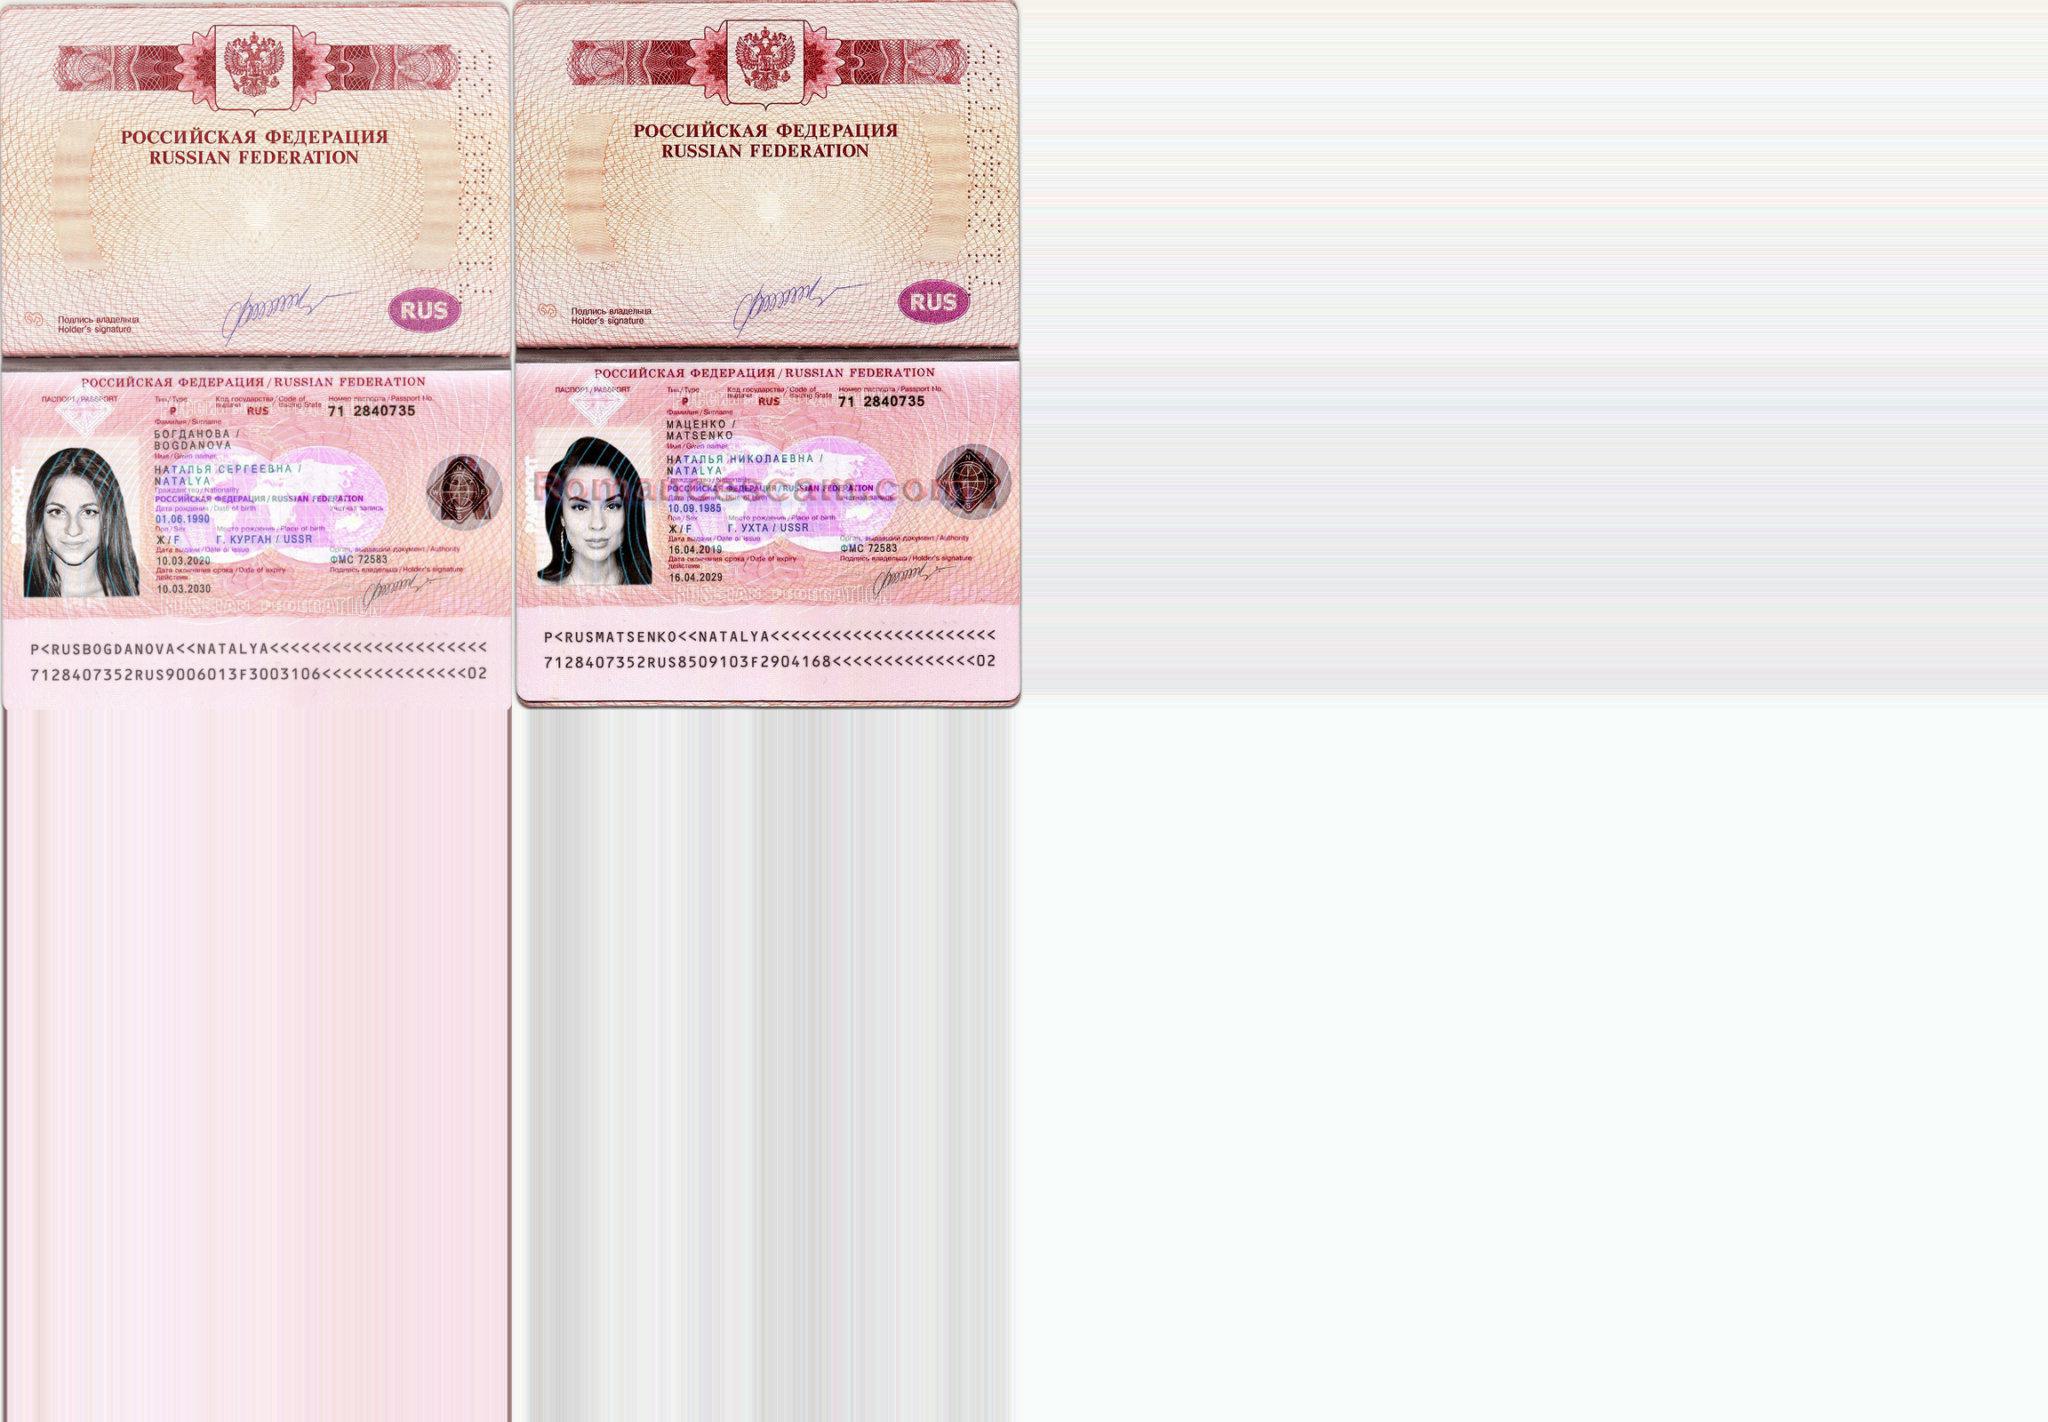 РОССИЙСКАЯ ФЕДЕРАЦИЯ
RUSSIAN FEDERATION
Подпись владельца
Holder's signature
RUS
РОССИЙСКАЯ ФЕДЕРАЦИЯ / RUSSIAN FEDERATION
ПАСПОРТ / PASSPORT
Тип / Type
Код государства / Code of
выдачи issuing State
Номер паспорта / Passport No.
P
RUS
71 2840735
Фамилия / Surname
БОГДАНОВА /
BOGDANOVA
Имя / Given names
НАТАЛЬЯ СЕРГЕЕВНА /
NATALYA
Гражданство / Nationality
РОССИЙСКАЯ ФЕДЕРАЦИЯ / RUSSIAN FEDERATION
Дата рождения / Date of birth
Учетная запись
01.06.1990
Пол / Sex
Место рождения / Place of birth
Ж / F
Г. КУРГАН / USSR
Дата выдачи / Date of issue
Орган, выдавший документ / Authority
10.03.2020
ФМС 72583
Дата окончания срока / Date of expiry
действия
Подпись владельца / Holder's signature
10.03.2030
P<RUSBOGDANOVA<<NATALYA<<<<<<<<<<<<<<<<<<<<<
7128407352RUS9006013F3003106<<<<<<<<<<<<<<02
РОССИЙСКАЯ ФЕДЕРАЦИЯ
RUSSIAN FEDERATION
Подпись владельца
Holder's signature
RUS
РОССИЙСКАЯ ФЕДЕРАЦИЯ / RUSSIAN FEDERATION
ПАСПОРТ / PASSPORT
Тип / Type
Код государства / Code of
выдачи issuing State
Номер паспорта / Passport No.
P
RUS
71 2840735
Фамилия / Surname
МАЦЕНКО /
MATSENKO
Имя / Given names
НАТАЛЬЯ НИКОЛАЕВНА /
NATALYA
Гражданство / Nationality
РОССИЙСКАЯ ФЕДЕРАЦИЯ / RUSSIAN FEDERATION
Romancescam.com
Дата рождения / Date of birth
Учетная запись
10.09.1985
Пол / Sex
Место рождения / Place of birth
Ж / F
Г. УХТА / USSR
Дата выдачи / Date of issue
Орган, выдавший документ / Authority
16.04.2019
ФМС 72583
Дата окончания срока / Date of expiry
действия
Подпись владельца / Holder's signature
16.04.2029
P<RUSMATSENKO<<NATALYA<<<<<<<<<<<<<<<<<<<<<<
7128407352RUS8509103F2904168<<<<<<<<<<<<<<02